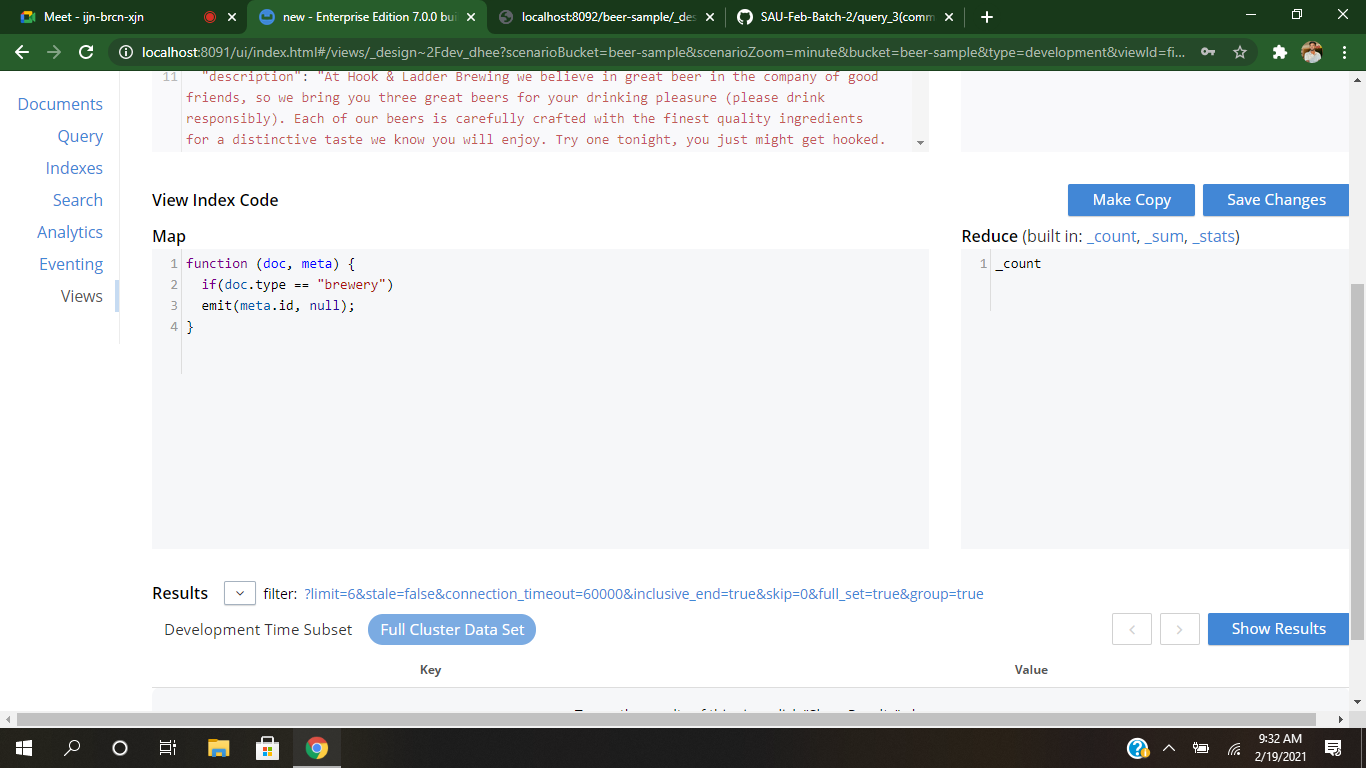 Meet - ijn-brcn-xjn
new - Enterprise Edition 7.0.0 bui
localhost:8092/beer-sample/_des
SAU-Feb-Batch-2/query_3(comm
localhost:8091/ui/index.html#/views/_design~2Fdev_dhee?scenarioBucket=beer-sample&scenarioZoom=minute&bucket=beer-sample&type=development&viewId=fi...
Documents
Query
Indexes
Search
Analytics
Eventing
Views
11 "description": "At Hook & Ladder Brewing we believe in great beer in the company of good
friends, so we bring you three great beers for your drinking pleasure (please drink
responsibly). Each of our beers is carefully crafted with the finest quality ingredients
for a distinctive taste we know you will enjoy. Try one tonight, you just might get hooked.
View Index Code
Make Copy
Save Changes
Map
1 function (doc, meta) {
2 if(doc.type == "brewery")
3 emit(meta.id, null);
4 }
Reduce (built in: _count, _sum, _stats)
1 _count
Results
filter: ?limit=6&stale=false&connection_timeout=60000&inclusive_end=true&skip=0&full_set=true&group=true
Development Time Subset
Full Cluster Data Set
Show Results
Key
Value
9:32 AM
2/19/2021